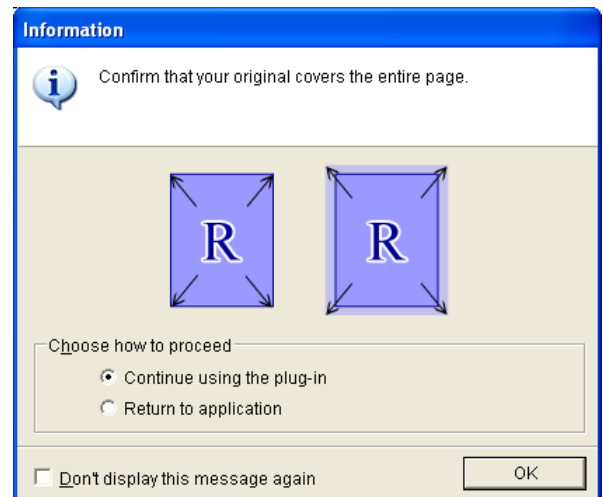 Information
Confirm that your original covers the entire page.
R R
Choose how to proceed
Continue using the plug-in
Return to application
Don't display this message again
OK